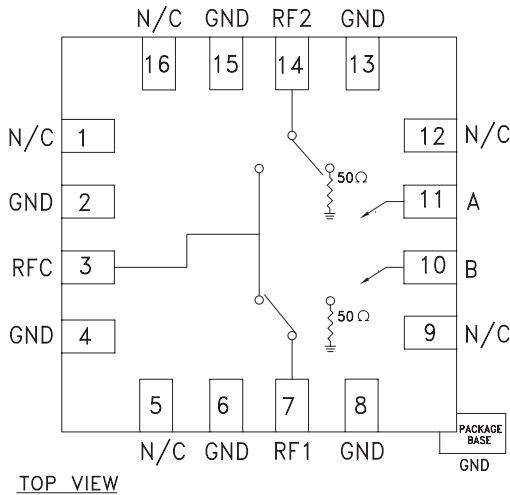 N/C GND RF2 GND
16 15 14 13
N/C 1 12 N/C
50Ω
GND 2 11 A
RFC 3 10 B
50Ω
GND 4 9 N/C
5 6 7 8
N/C GND RF1 GND
PACKAGE
BASE
GND
TOP VIEW